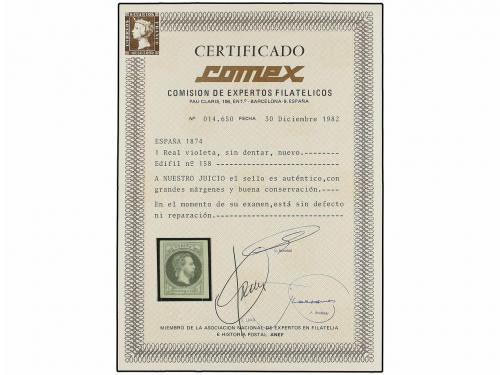 CERTIFICADO
comex
COMISION DE EXPERTOS FILATELICOS
PAU CLARIS, 106, ENT.º - BARCELONA-9, ESPAÑA
Nº 014.650 FECHA 30 Diciembre 1982
ESPAÑA 1874
1 Real violeta, sin dentar, nuevo.--------
Edifil nº 158 ---------------------------
A NUESTRO JUICIO el sello es auténtico,con
grandes márgenes y buena conservación.----
En el momento de su examen,está sin defecto
ni reparación.---------------------------
MIEMBRO DE LA ASOCIACION NACIONAL DE EXPERTOS EN FILATELIA
E HISTORIA POSTAL ANEF